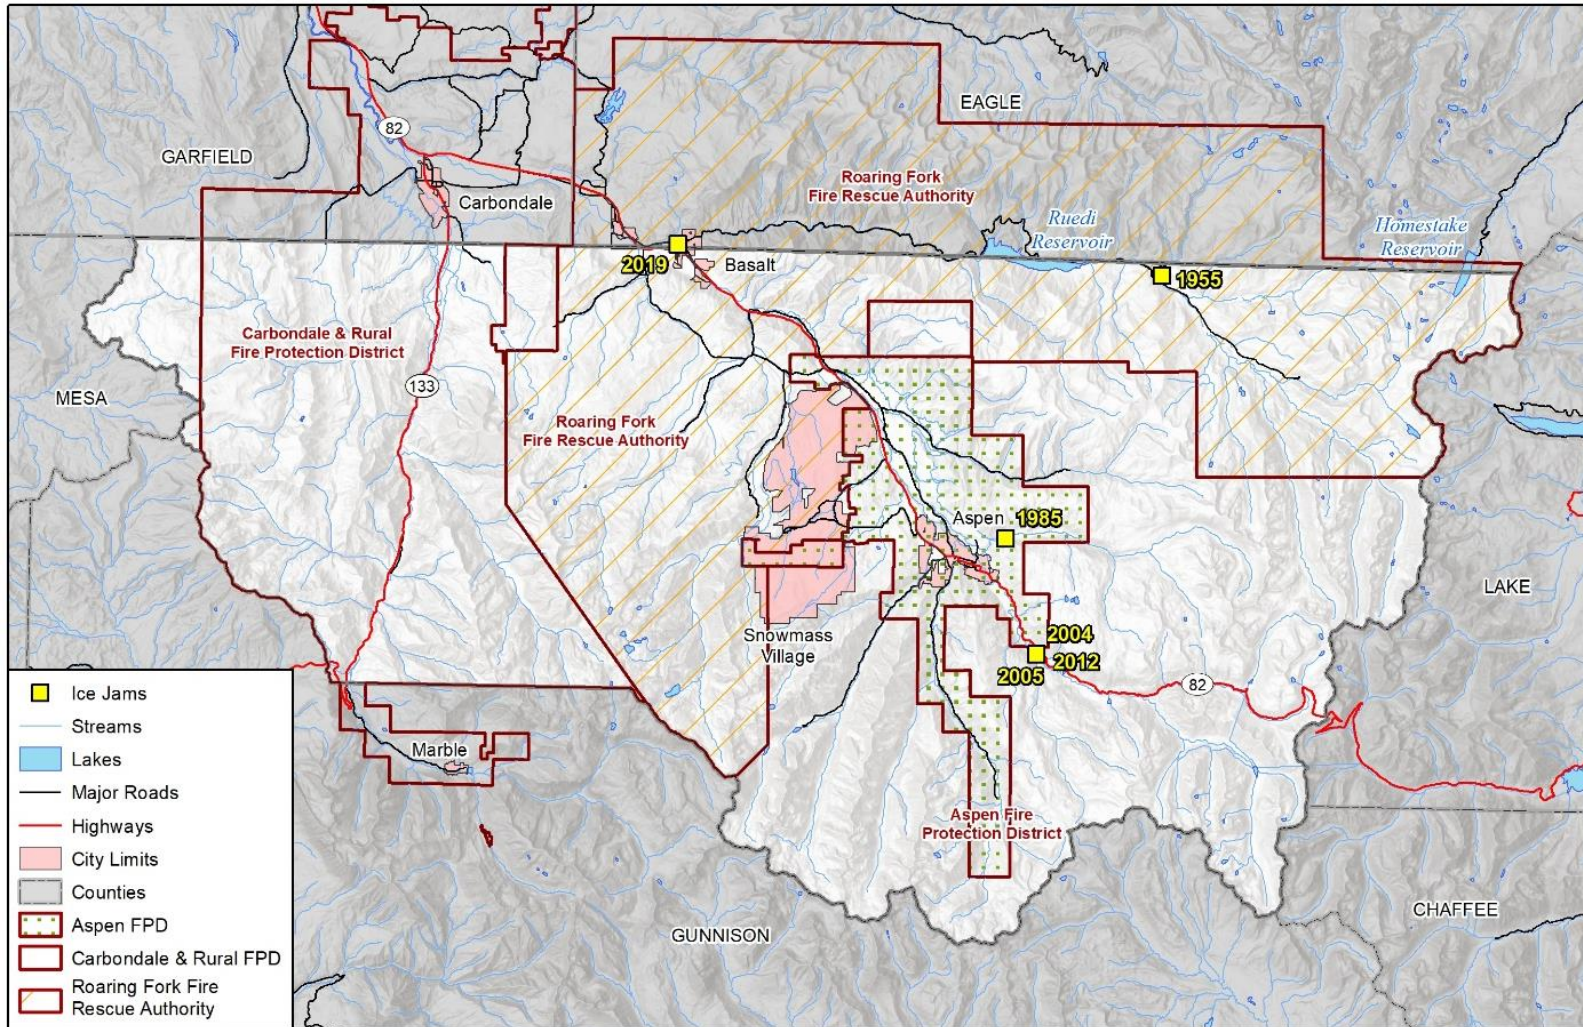 EAGLE
82
GARFIELD
Roaring Fork
Fire Rescue Authority
Carbondale
Ruedi
Reservoir
Homestake
Reservoir
2019
Basalt
1955
Carbondale & Rural
Fire Protection District
133
MESA
Roaring Fork
Fire Rescue Authority
Aspen
1985
LAKE
Snowmass
Village
2004
2012
2005
82
Marble
Aspen Fire
Protection District
CHAFFEE
GUNNISON
Ice Jams
Streams
Lakes
Major Roads
Highways
City Limits
Counties
Aspen FPD
Carbondale & Rural FPD
Roaring Fork Fire
Rescue Authority